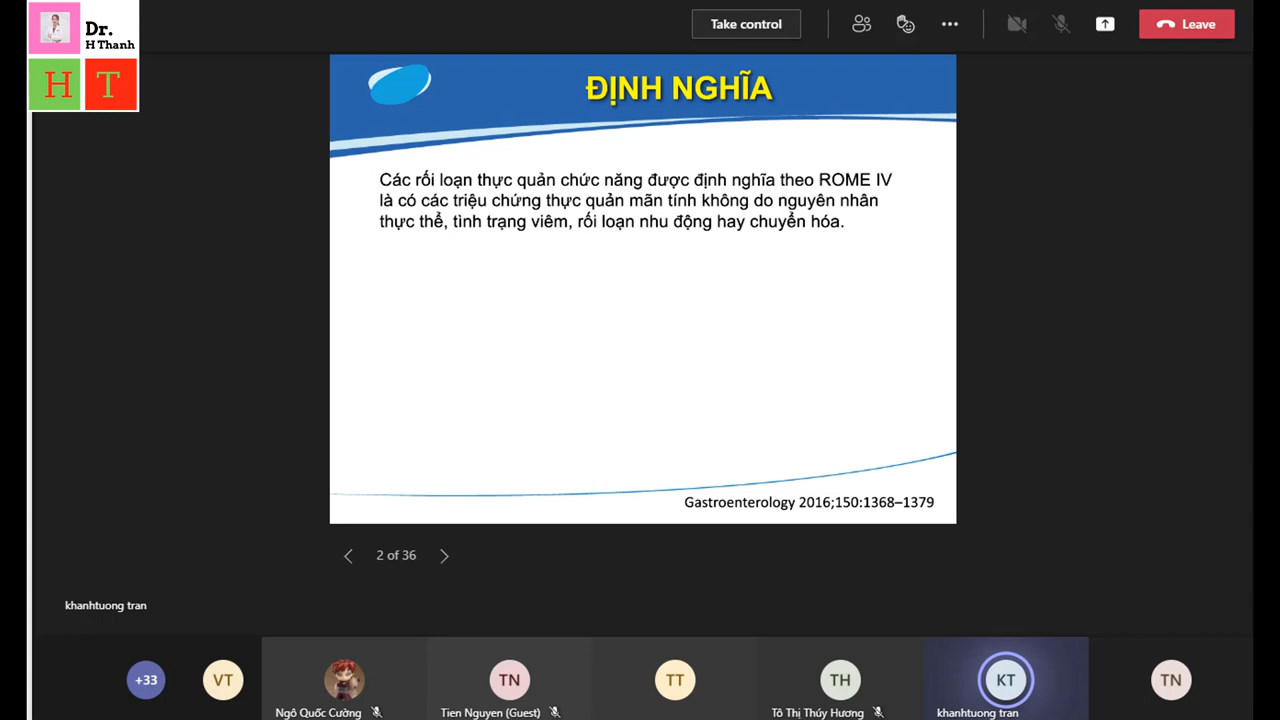 Dr.
H Thanh
H T
Take control
Leave
ĐỊNH NGHĨA
Các rối loạn thực quản chức năng được định nghĩa theo ROME IV
là có các triệu chứng thực quản mãn tính không do nguyên nhân
thực thể, tình trạng viêm, rối loạn nhu động hay chuyển hóa.
Gastroenterology 2016;150:1368–1379
2 of 36
khanhtuong tran
+33
VT
TN
TT
TH
KT
TN
Ngô Quốc Cường
Tien Nguyen (Guest)
Tô Thị Thúy Hương
khanhtuong tran